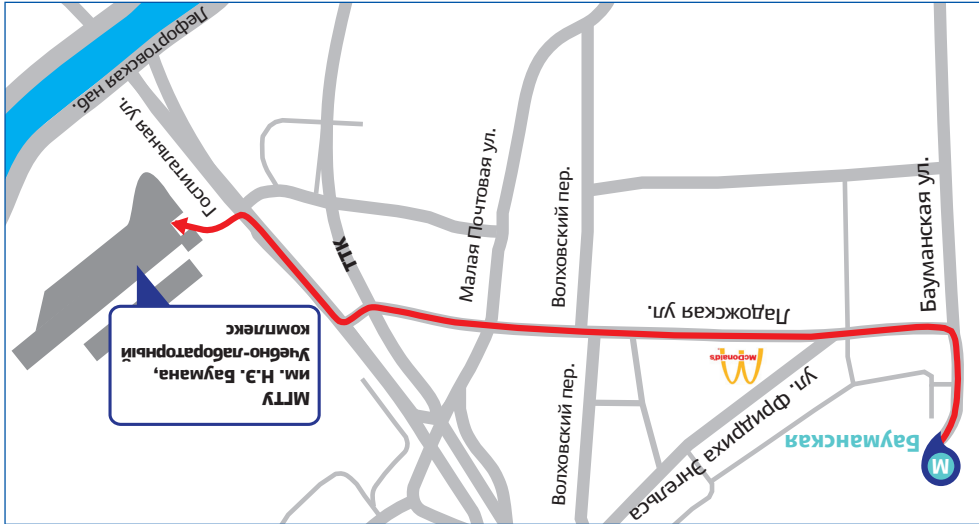 М
Бауманская
ул. Фридриха Энгельса
Волховский пер.
McDonald's
МГТУ
им. Н.Э. Баумана,
Учебно-лабораторный
комплекс
Ладожская ул.
Бауманская ул.
Волховский пер.
Малая Почтовая ул.
ТТК
Госпитальная ул.
Лефортовская наб.